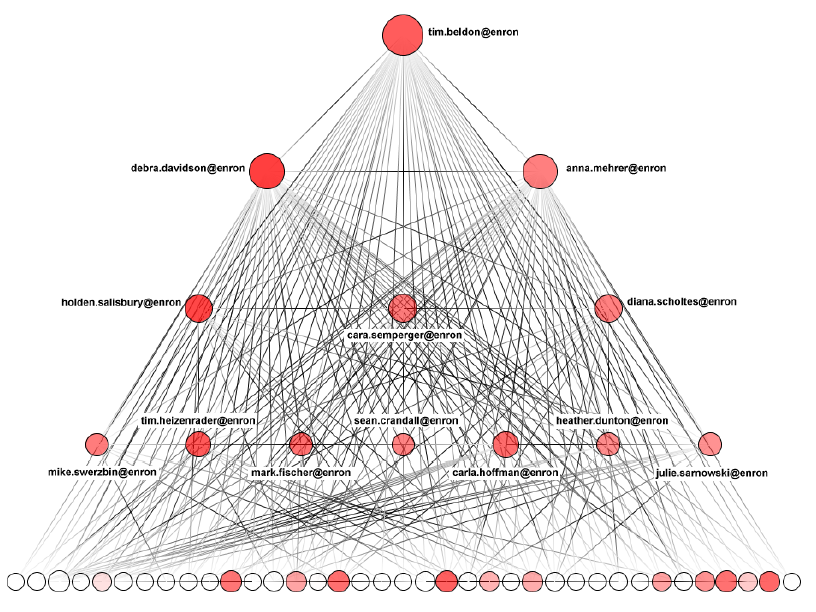 tim.beldon@enron
debra.davidson@enron
anna.mehrer@enron
holden.salisbury@enron
diana.scholtes@enron
cara.semperger@enron
tim.heizenrader@enron
sean.crandall@enron
heather.dunton@enron
mike.swerzbin@enron
mark.fischer@enron
carla.hoffman@enron
julie.sarnowski@enron